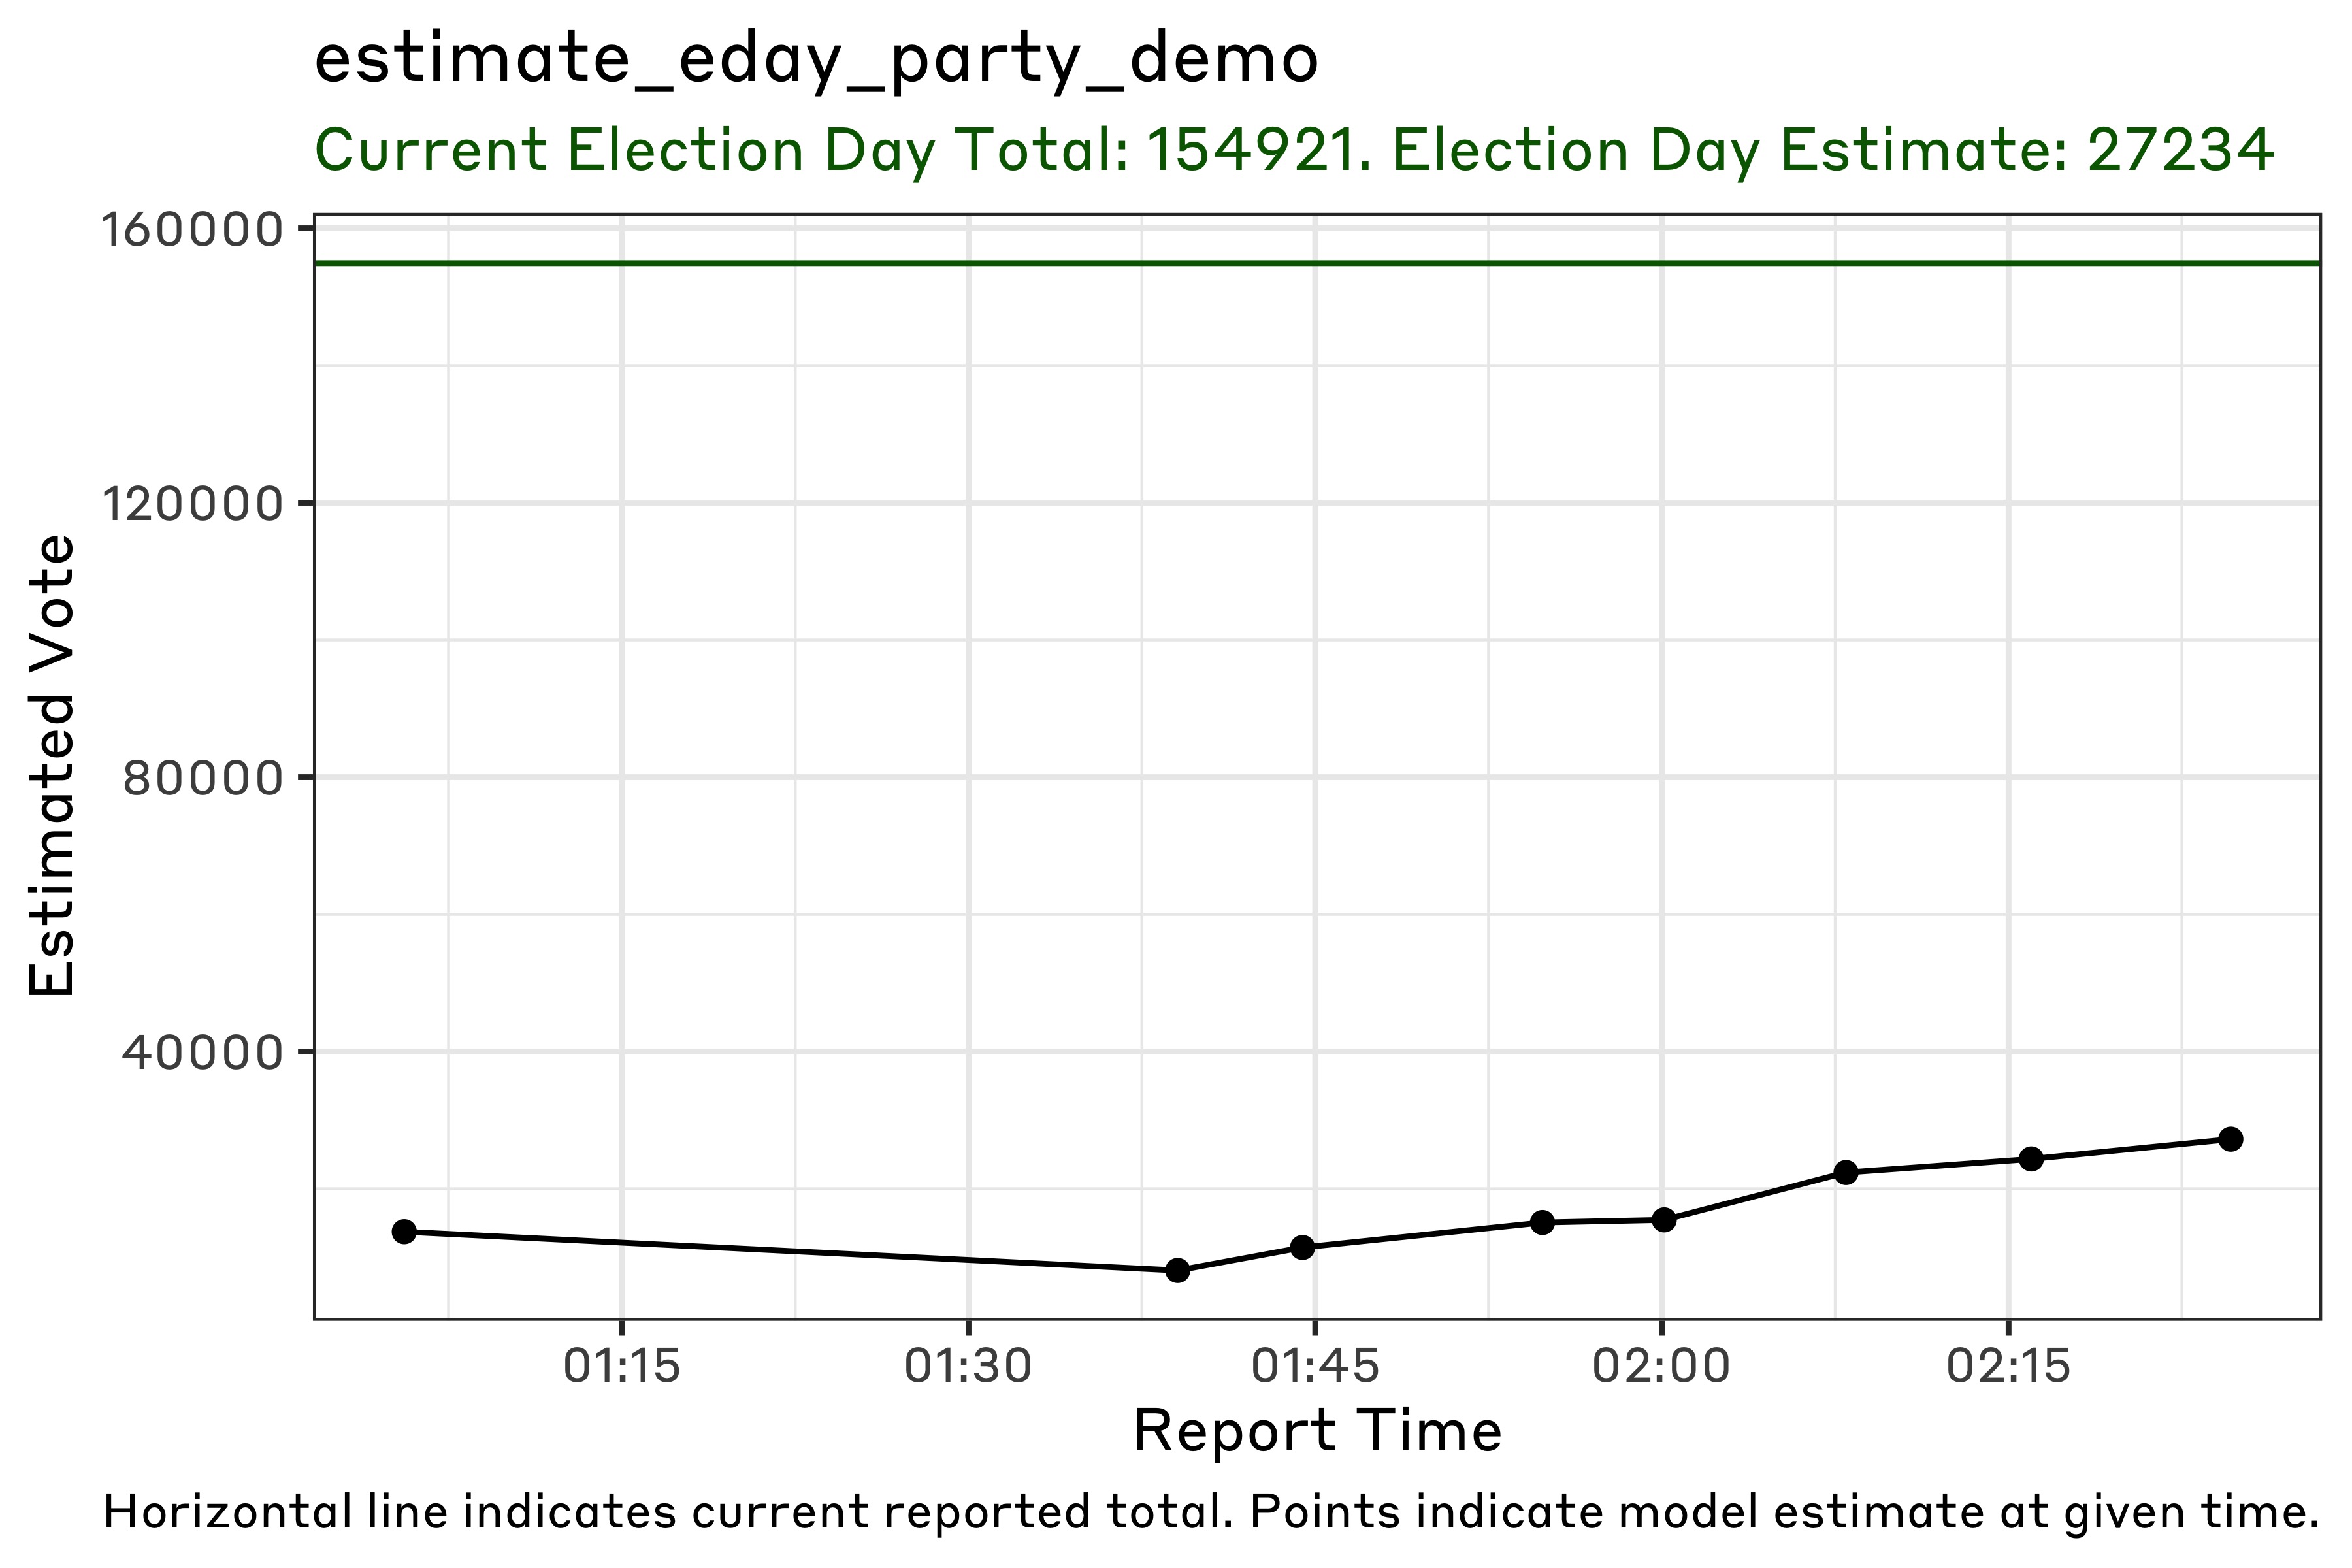 estimate_eday_party_demo
Current Election Day Total: 154921. Election Day Estimate: 27234
160000
120000
80000
40000
Estimated Vote
01:15 01:30 01:45 02:00 02:15
Report Time
Horizontal line indicates current reported total. Points indicate model estimate at given time.